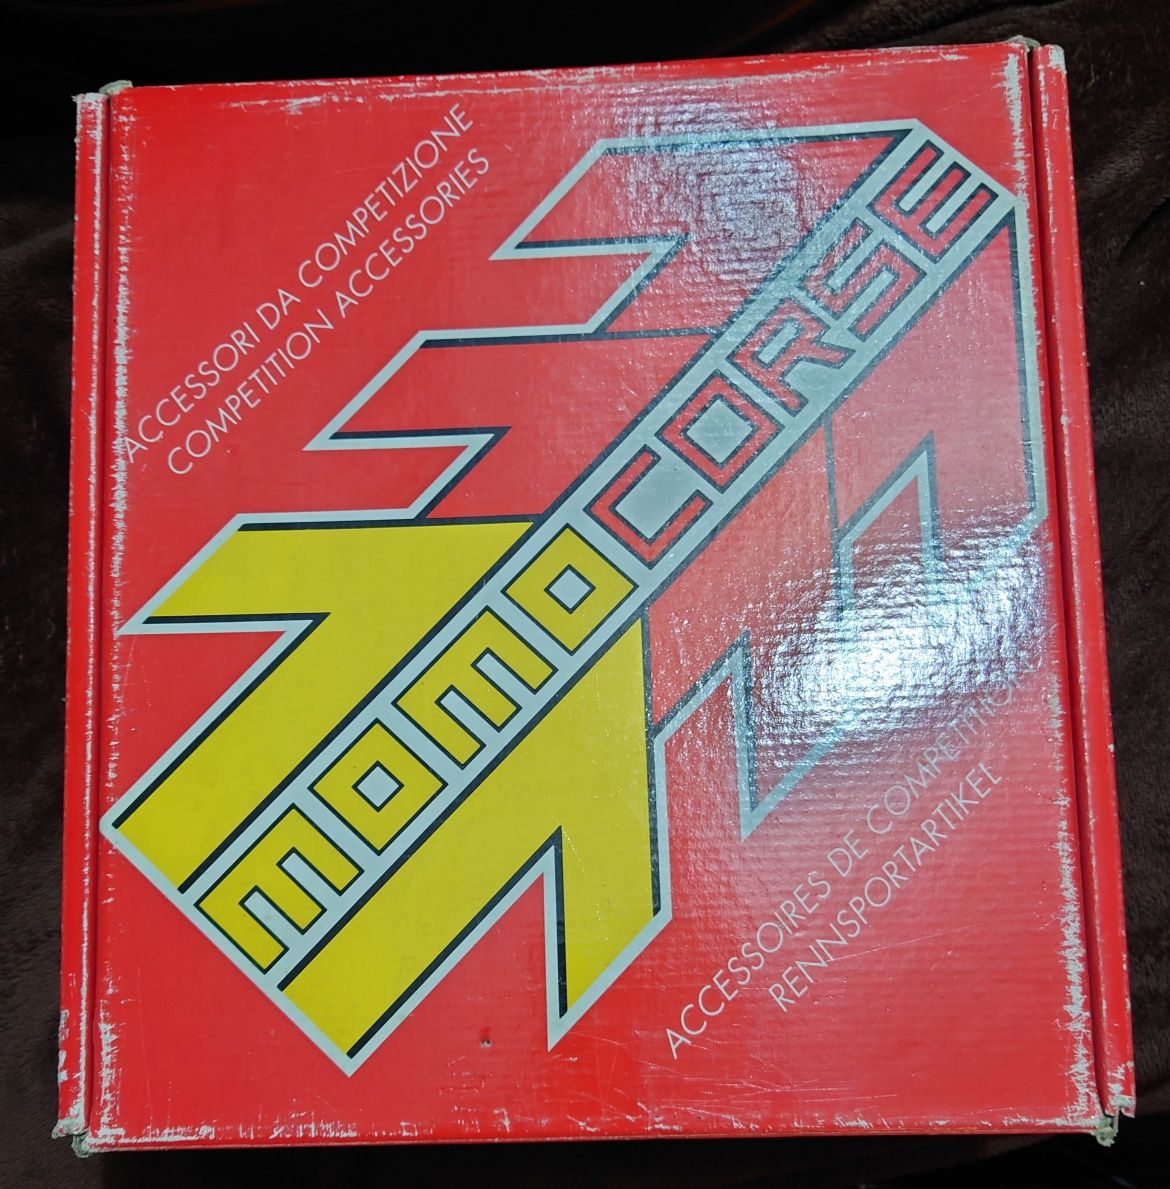 ACCESSORI DA COMPETIZIONE
COMPETITION ACCESSORIES
MOMO CORSE
ACCESSOIRES DE COMPETITION
RENNSPORTARTIKEL